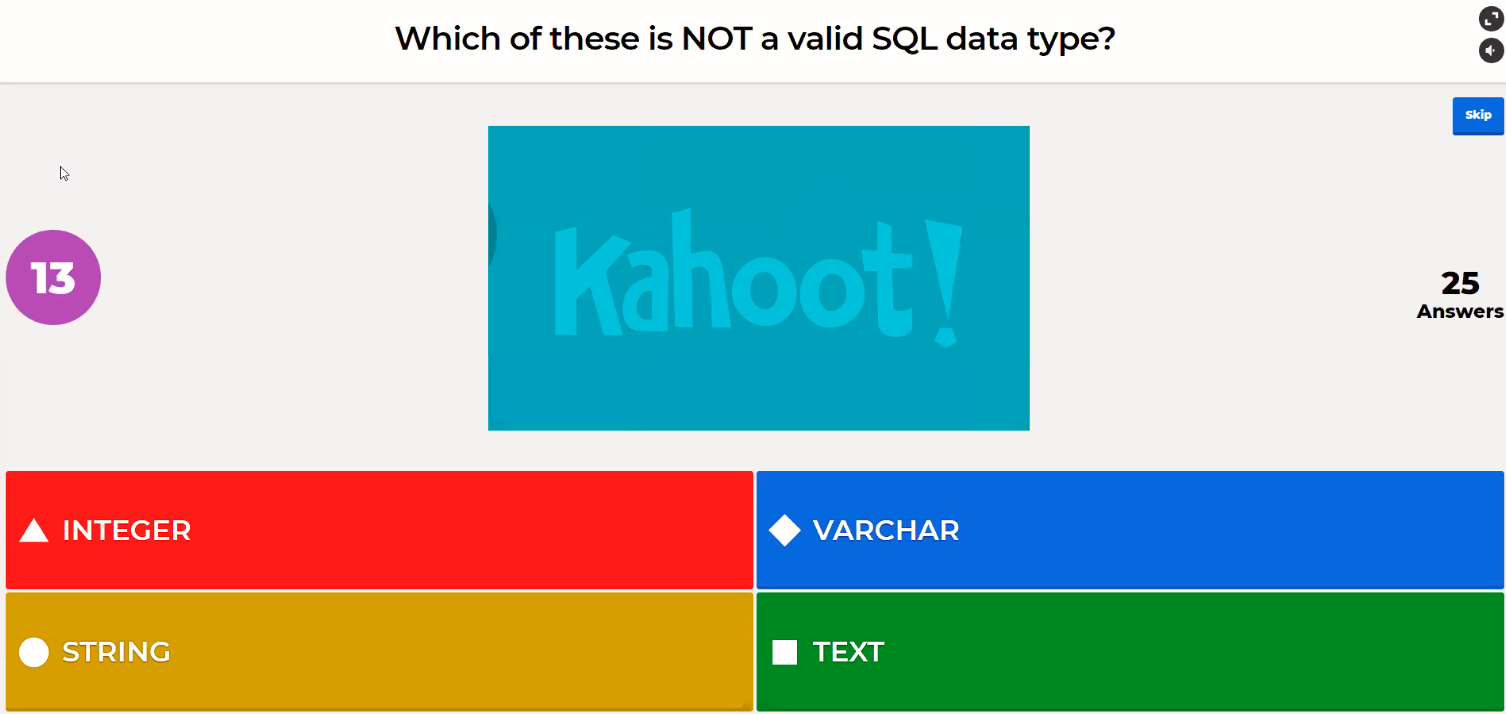 Which of these is NOT a valid SQL data type?
Skip
Kahoot!
13
25
Answers
INTEGER
VARCHAR
STRING
TEXT